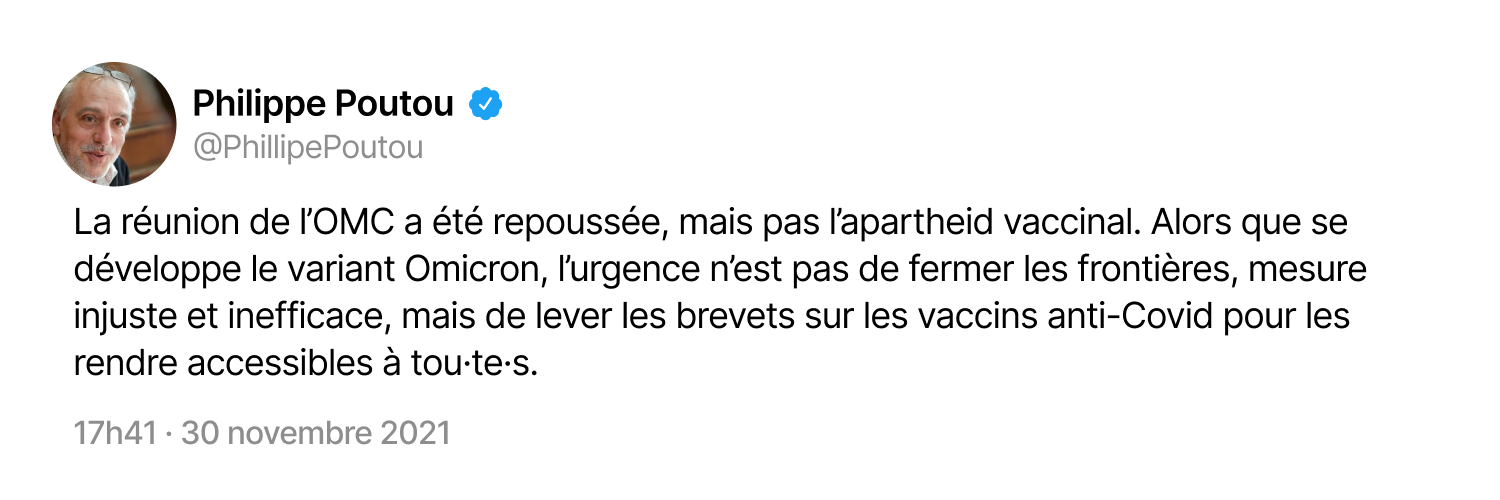 Philippe Poutou
@PhillipePoutou
La réunion de l’OMC a été repoussée, mais pas l’apartheid vaccinal. Alors que se
développe le variant Omicron, l’urgence n’est pas de fermer les frontières, mesure
injuste et inefficace, mais de lever les brevets sur les vaccins anti-Covid pour les
rendre accessibles à tou·te·s.
17h41 · 30 novembre 2021